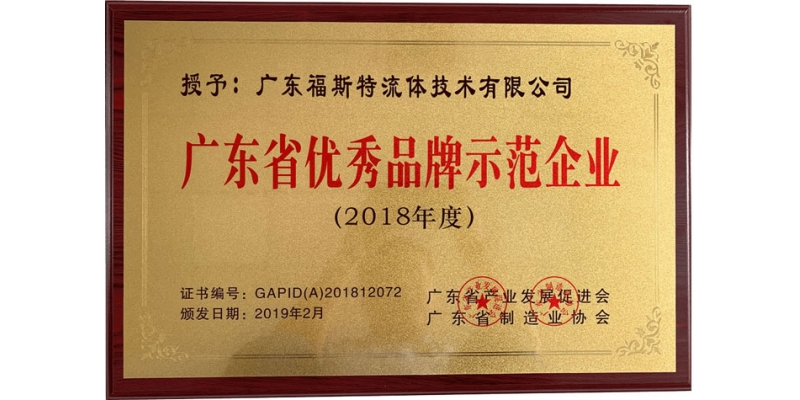 授予：广东福斯特流体技术有限公司
广东省优秀品牌示范企业
（2018年度）
证书编号：GAPID(A)201812072
颁发日期：2019年2月
广东省产业发展促进会
广东省制造业协会